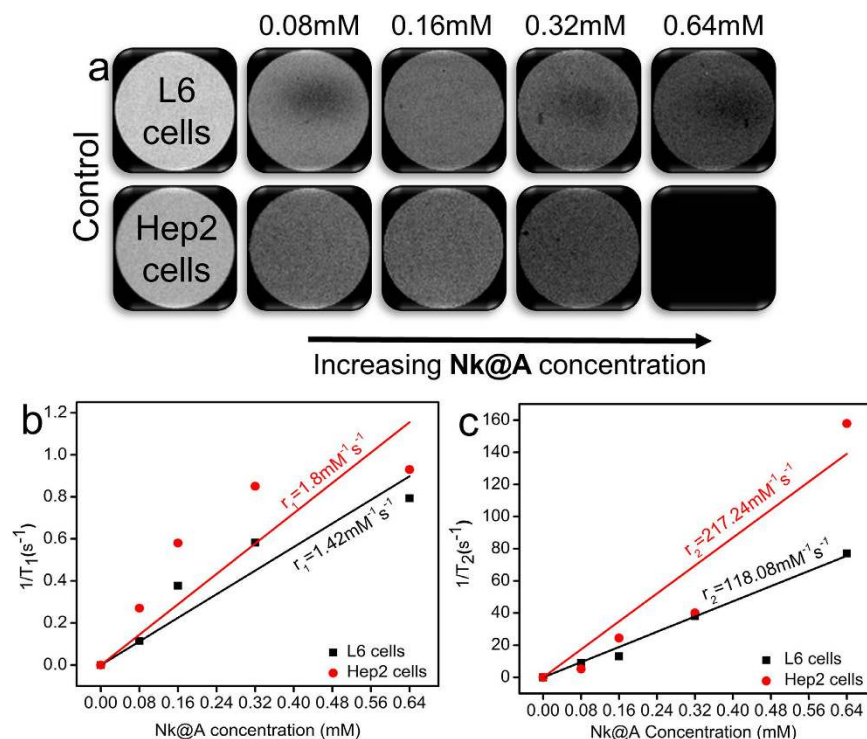 0.08mM 0.16mM 0.32mM 0.64mM
a
Control
L6
cells
Hep2
cells
Increasing Nk@A concentration
b
1/T₁(s⁻¹)
1.2
1.0
0.8
0.6
0.4
0.2
0.0
r₁=1.8mM⁻¹s⁻¹
r₁=1.42mM⁻¹s⁻¹
L6 cells
Hep2 cells
0.00 0.08 0.16 0.24 0.32 0.40 0.48 0.56 0.64
Nk@A concentration (mM)
c
1/T₂(s⁻¹)
160
140
120
100
80
60
40
20
0
r₂=217.24mM⁻¹s⁻¹
r₂=118.08mM⁻¹s⁻¹
L6 cells
Hep2 cells
0.00 0.08 0.16 0.24 0.32 0.40 0.48 0.56 0.64
Nk@A Concentration (mM)